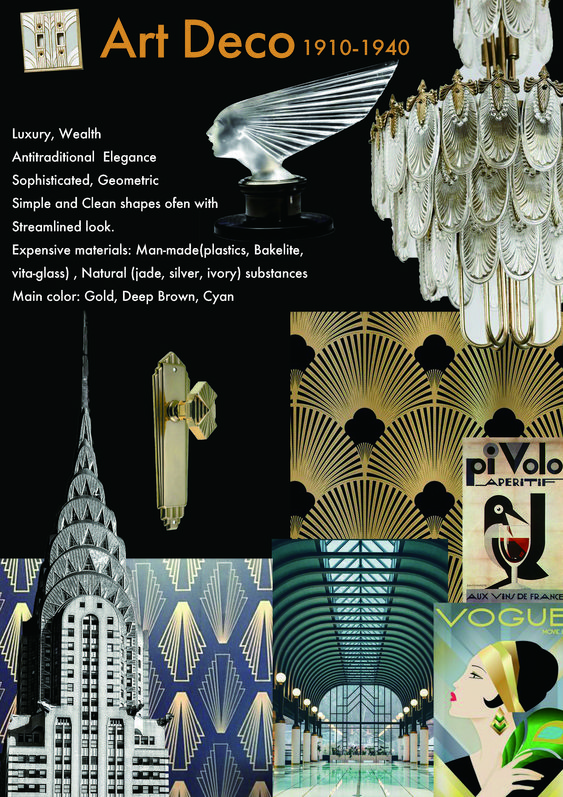 Art Deco 1910-1940
Luxury, Wealth
Antitraditional Elegance
Sophisticated, Geometric
Simple and Clean shapes ofen with
Streamlined look.
Expensive materials: Man-made(plastics, Bakelite,
vita-glass) , Natural (jade, silver, ivory) substances
Main color: Gold, Deep Brown, Cyan
pi Volo
APERITIF
AUX VINS DE FRANCE
VOGUE
MOVIE